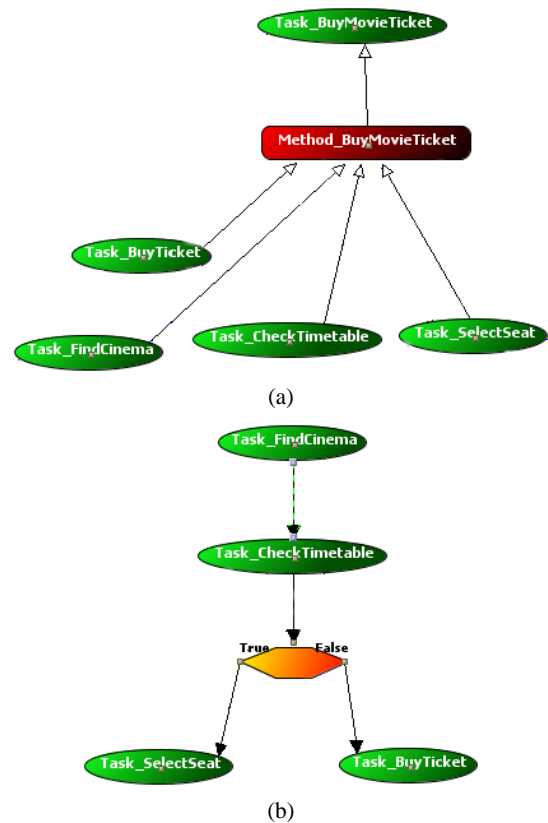 Task_BuyMovieTicket
Method_BuyMovieTicket
Task_BuyTicket
Task_FindCinema
Task_CheckTimetable
Task_SelectSeat
(a)
Task_FindCinema
Task_CheckTimetable
True False
Task_SelectSeat
Task_BuyTicket
(b)